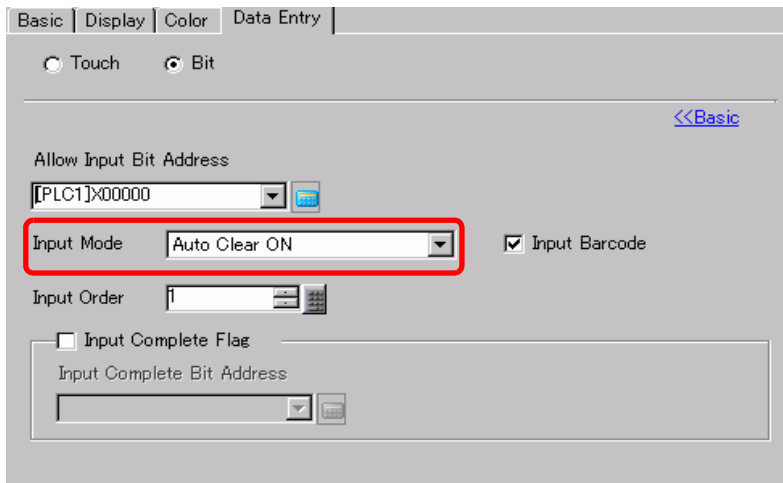 Basic Display Color Data Entry
Touch Bit
<<Basic
Allow Input Bit Address
[PLC1]X00000
Input Mode Auto Clear ON Input Barcode
Input Order 1
Input Complete Flag
Input Complete Bit Address